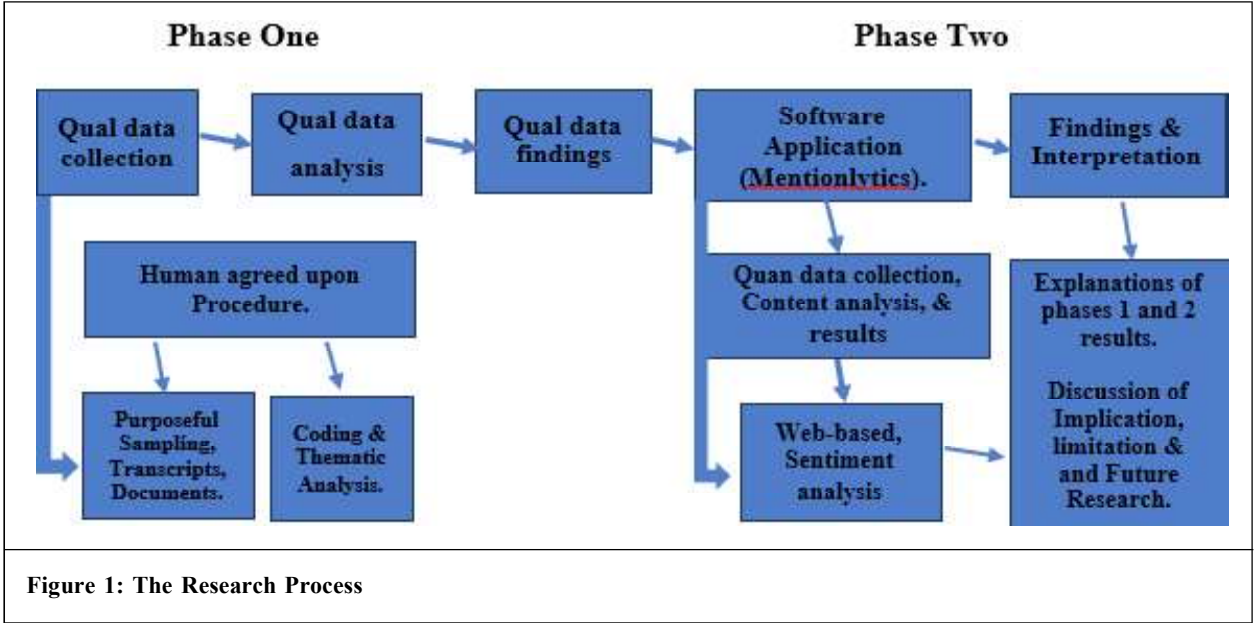 Phase One
Phase Two
Qual data
collection
Qual data
analysis
Qual data
findings
Software
Application
(Mentionlytics).
Findings &
Interpretation
Human agreed upon
Procedure.
Purposeful
Sampling,
Transcripts,
Documents.
Coding &
Thematic
Analysis.
Quan data collection,
Content analysis, &
results
Web-based,
Sentiment
analysis
Explanations of
phases 1 and 2
results.
Discussion of
Implication,
limitation &
and Future
Research.
Figure 1: The Research Process